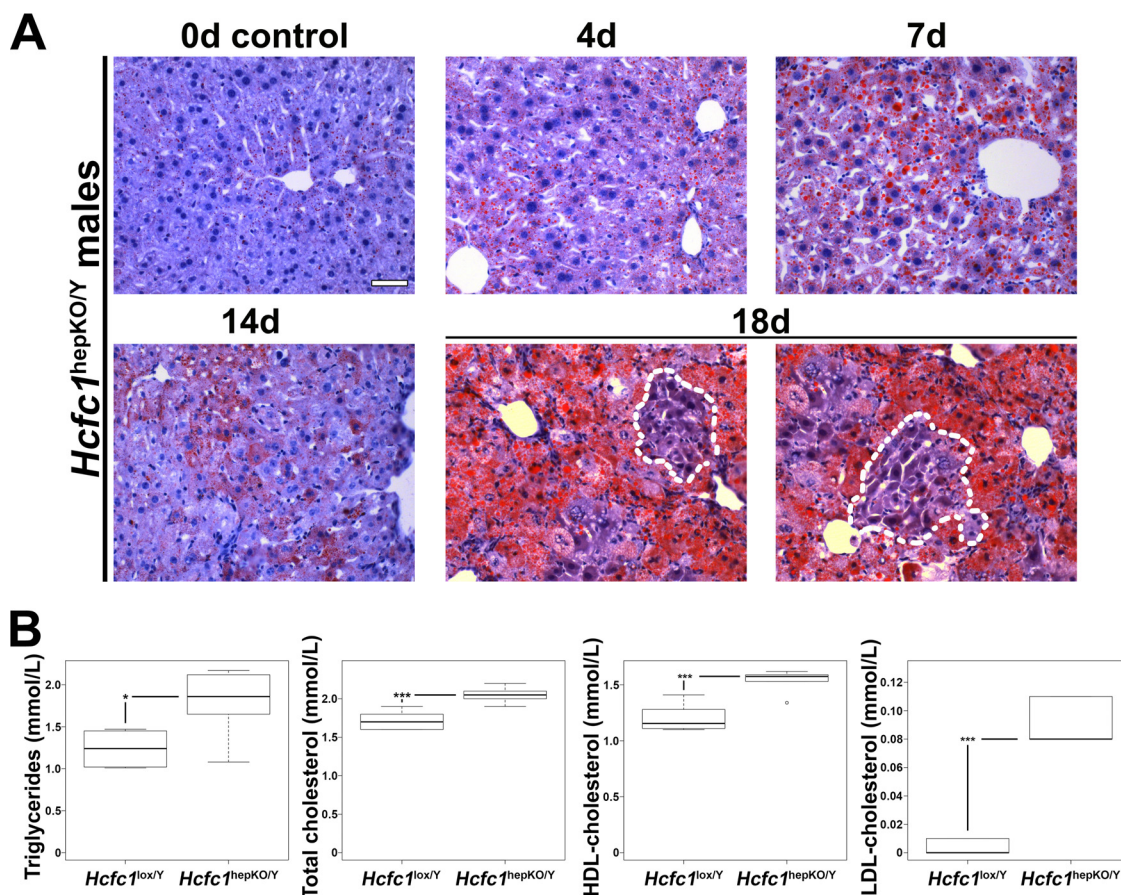 A
0d control
4d
7d
Hcfc1hepKO/Y males
14d
18d
B
Triglycerides (mmol/L)
2.0
1.5
1.0
0.5
0
*
Hcfc1lox/Y
Hcfc1hepKO/Y
Total cholesterol (mmol/L)
2.0
1.5
1.0
0.5
0
***
Hcfc1lox/Y
Hcfc1hepKO/Y
HDL-cholesterol (mmol/L)
1.5
1.0
0.5
0
***
Hcfc1lox/Y
Hcfc1hepKO/Y
LDL-cholesterol (mmol/L)
0.12
0.10
0.08
0.06
0.04
0.02
0
***
Hcfc1lox/Y
Hcfc1hepKO/Y